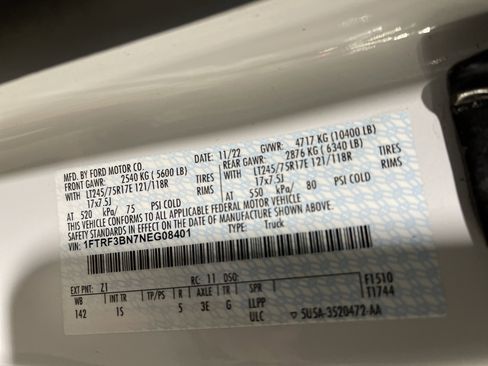 MFD. BY FORD MOTOR CO. DATE: 11/22 GVWR: 4717 KG (10400 LB)
FRONT GAWR: 2540 KG ( 5600 LB) REAR GAWR: 2876 KG ( 6340 LB)
WITH LT245/75R17E 121/118R TIRES WITH LT245/75R17E 121/118R TIRES
17x7.5J RIMS 17x7.5J RIMS
AT 520 kPa/ 75 PSI COLD AT 550 kPa/ 80 PSI COLD
THIS VEHICLE CONFORMS TO ALL APPLICABLE FEDERAL MOTOR VEHICLE
SAFETY STANDARDS IN EFFECT ON THE DATE OF MANUFACTURE SHOWN ABOVE.
VIN: 1FTRF3BN7NEG08401 TYPE: Truck
EXT PNT: Z1 RC: 11 DSO: F1510
WB INT TR TP/PS R AXLE TR SPR T1744
142 1S 5 3E G LLPP
ULC 5U5A-3520472-AA